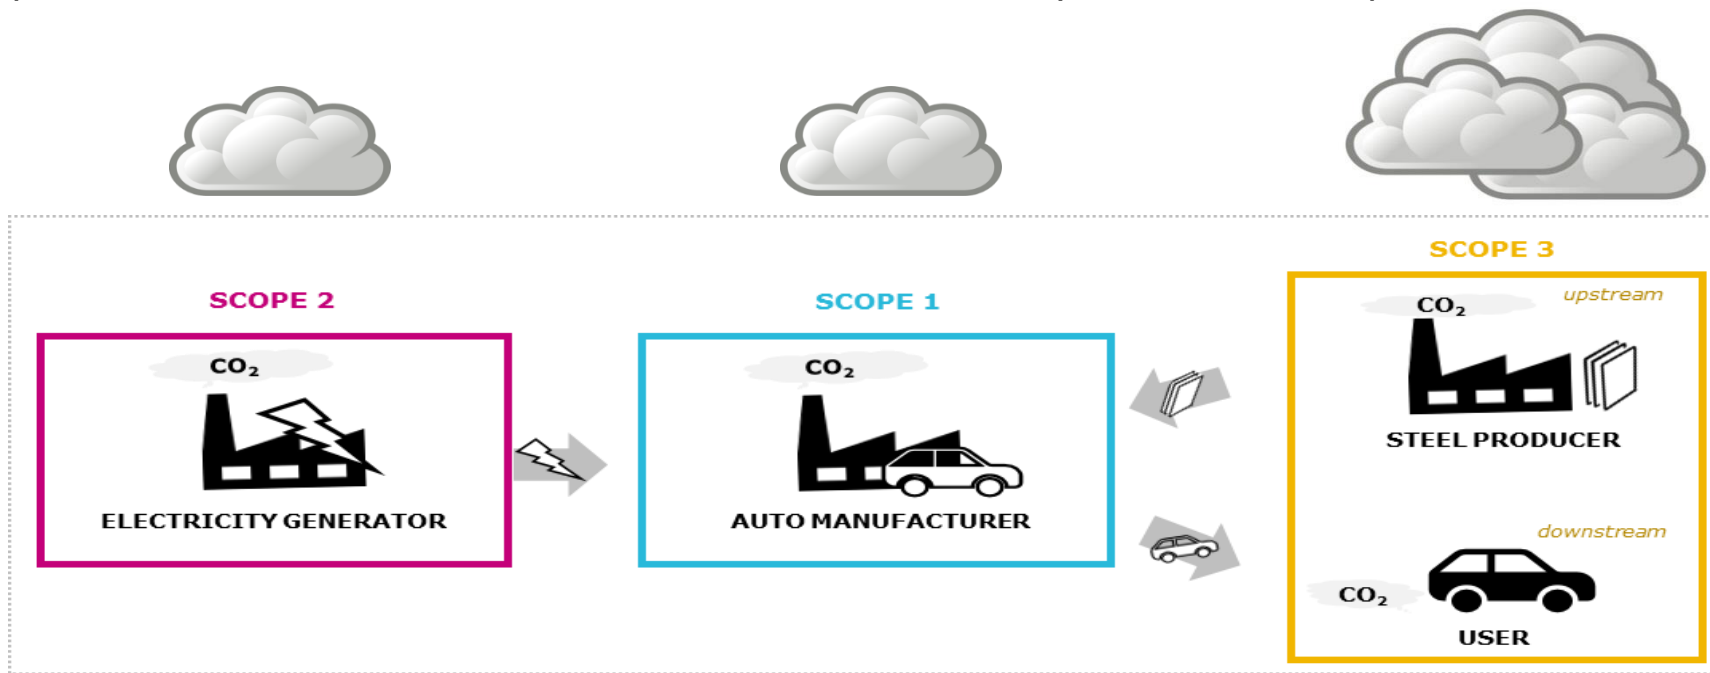 SCOPE 2
CO₂
ELECTRICITY GENERATOR
SCOPE 1
CO₂
AUTO MANUFACTURER
SCOPE 3
upstream
CO₂
STEEL PRODUCER
downstream
CO₂
USER